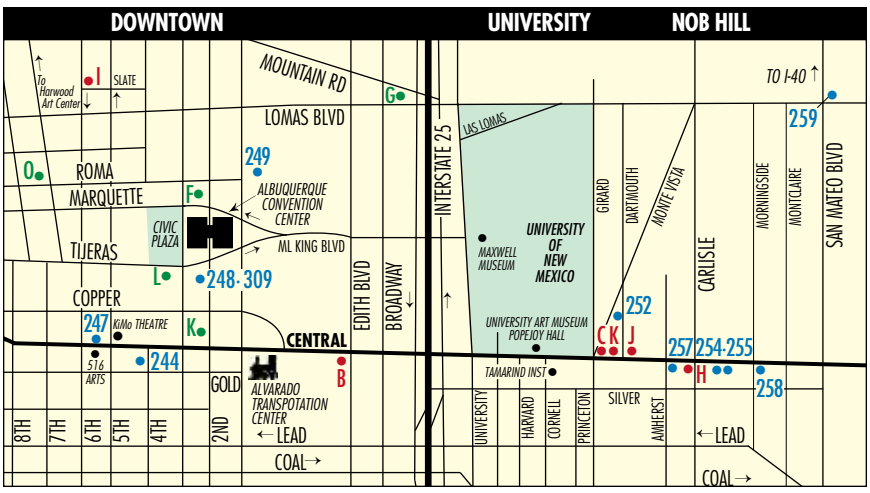 DOWNTOWN
UNIVERSITY
NOB HILL
To
Harwood
Art Center
I
SLATE
↑
↓
↑
MOUNTAIN RD
G
TO I-40 ↑
259
LOMAS BLVD
LAS LOMAS
INTERSTATE 25
↑
O
ROMA
249
MARQUETTE
F
ALBUQUERQUE
CONVENTION
CENTER
CIVIC
PLAZA
TIJERAS
ML KING BLVD
L
248-309
COPPER
247
KiMo THEATRE
K
CENTRAL
516
ARTS
244
ALVARADO
TRANSPOTATION
CENTER
B
GOLD
EDITH BLVD
BROADWAY
↓
MAXWELL
MUSEUM
UNIVERSITY
OF
NEW
MEXICO
UNIVERSITY ART MUSEUM
POPEJOY HALL
TAMARIND INST
GIRARD
DARTMOUTH
MONTE VISTA
CARLISLE
MORNINGSIDE
MONTCLAIRE
SAN MATEO BLVD
252
C K J
257 254-255
H
258
8TH
7TH
6TH
5TH
4TH
2ND
←LEAD
COAL→
UNIVERSITY
HARVARD
CORNELL
PRINCETON
SILVER
AMHERST
←LEAD
COAL→